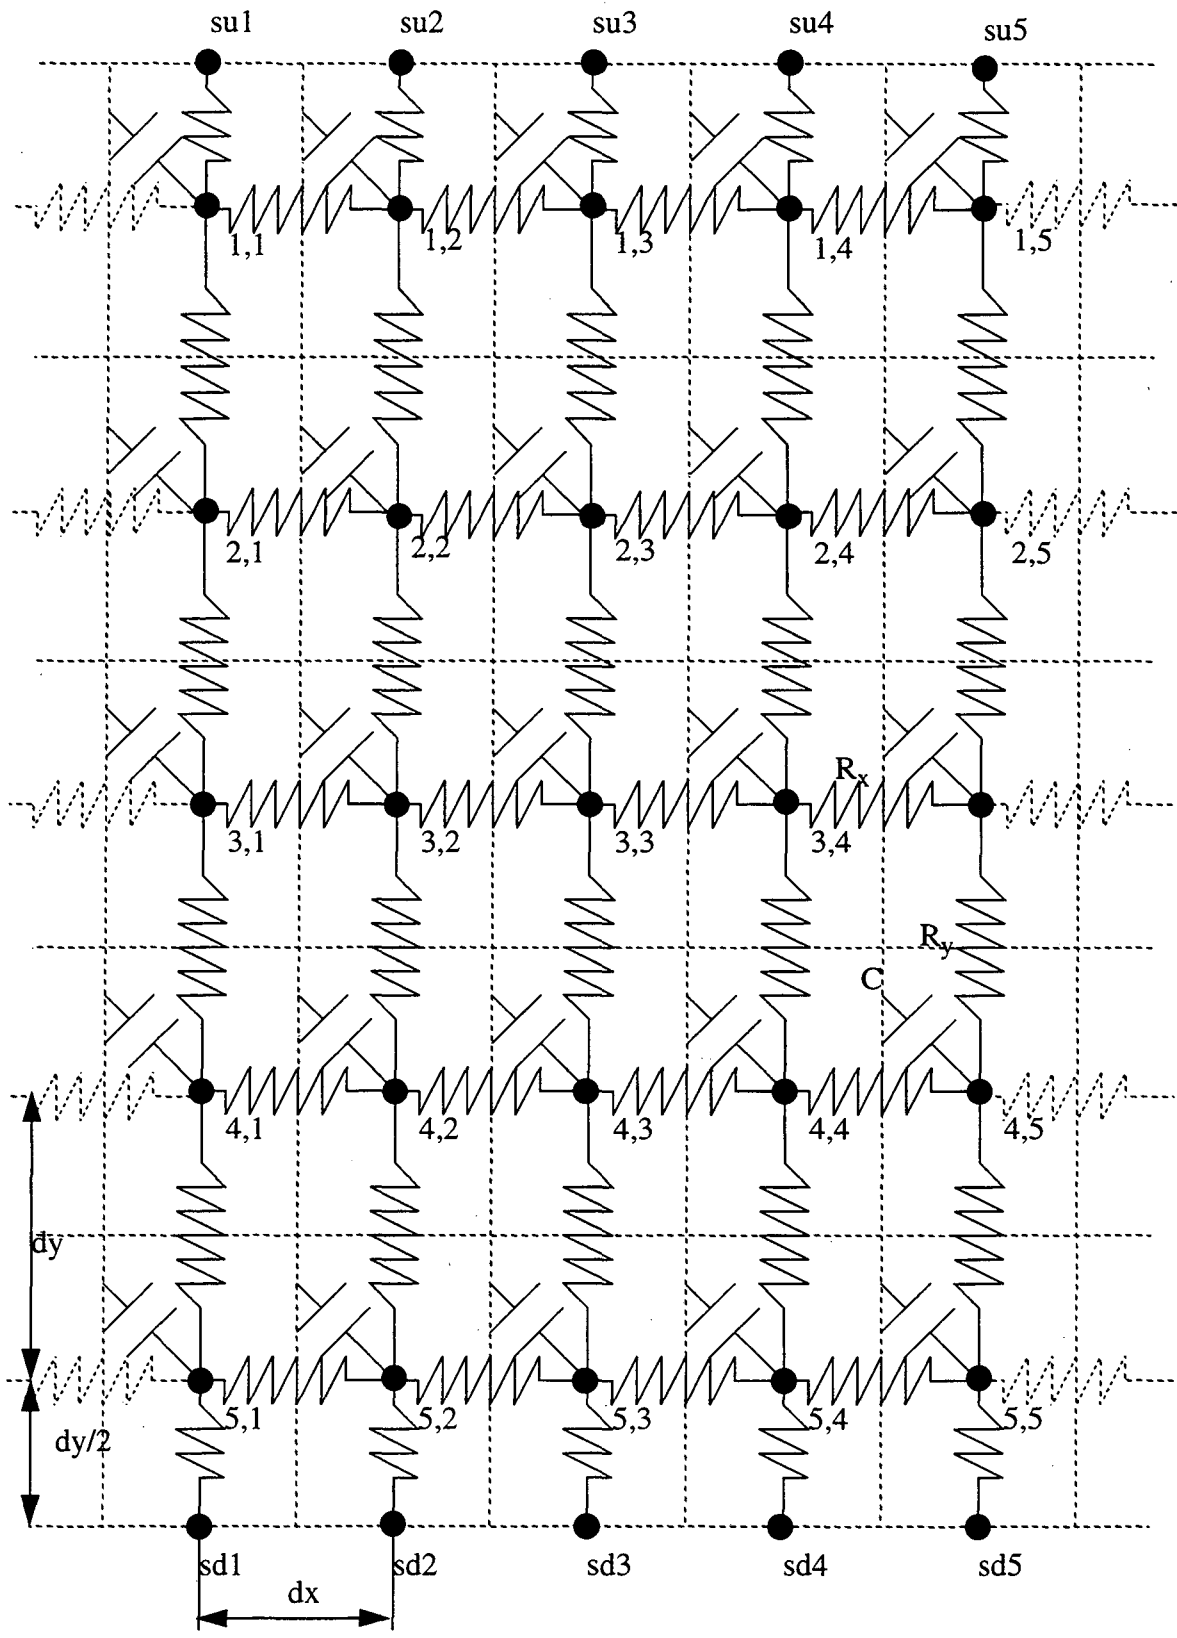 su1 su2 su3 su4 su5
1,1 1,2 1,3 1,4 1,5
2,1 2,2 2,3 2,4 2,5
Rx
3,1 3,2 3,3 3,4
Ry
C
4,1 4,2 4,3 4,4 4,5
dy
5,1 5,2 5,3 5,4 5,5
dy/2
sd1 sd2 sd3 sd4 sd5
dx